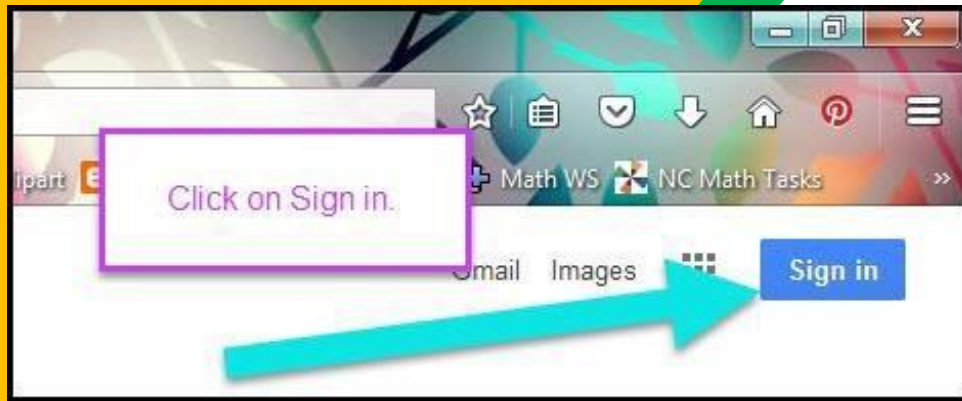 ipart Math WS NC Math Tasks
Click on Sign in.
Gmail Images Sign in